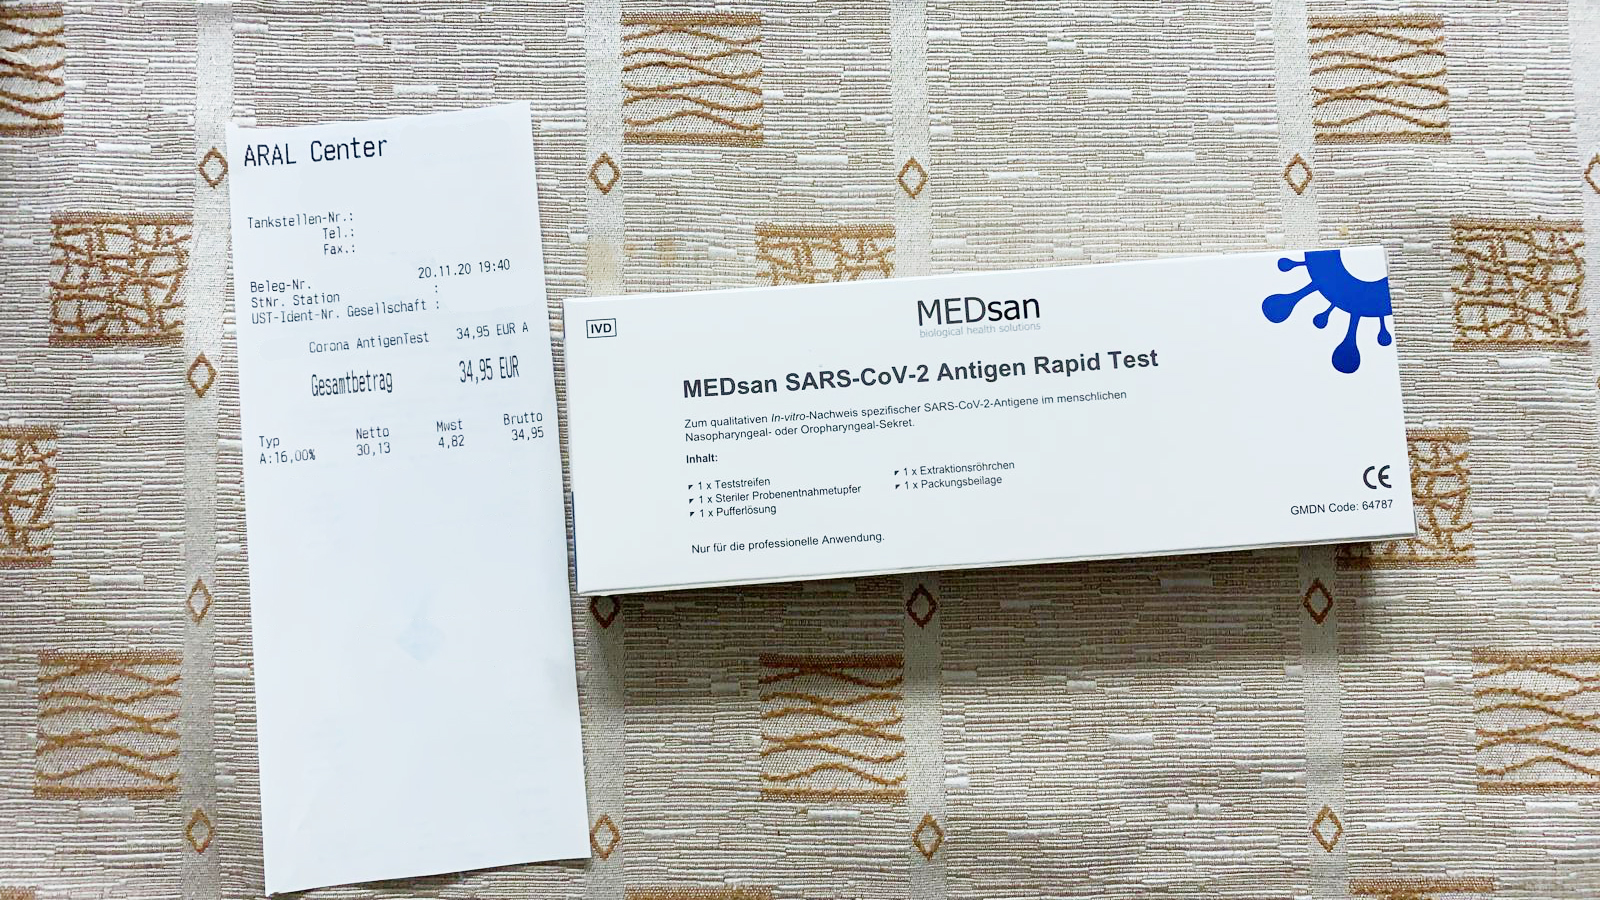 ARAL Center
Tankstellen-Nr.:
Tel.:
Fax.:
20.11.20 19:40
Beleg-Nr.
StNr. Station :
UST-Ident-Nr. Gesellschaft :
Corona AntigenTest 34,95 EUR A
Gesamtbetrag 34,95 EUR
Typ Netto Mwst Brutto
A:16,00% 30,13 4,82 34,95
IVD
MEDsan
biological health solutions
MEDsan SARS-CoV-2 Antigen Rapid Test
Zum qualitativen In-vitro-Nachweis spezifischer SARS-CoV-2-Antigene im menschlichen
Nasopharyngeal- oder Oropharyngeal-Sekret.
Inhalt:
1 x Teststreifen
1 x Steriler Probenentnahmetupfer
1 x Pufferlösung
1 x Extraktionsröhrchen
1 x Packungsbeilage
Nur für die professionelle Anwendung.
CE
GMDN Code: 64787